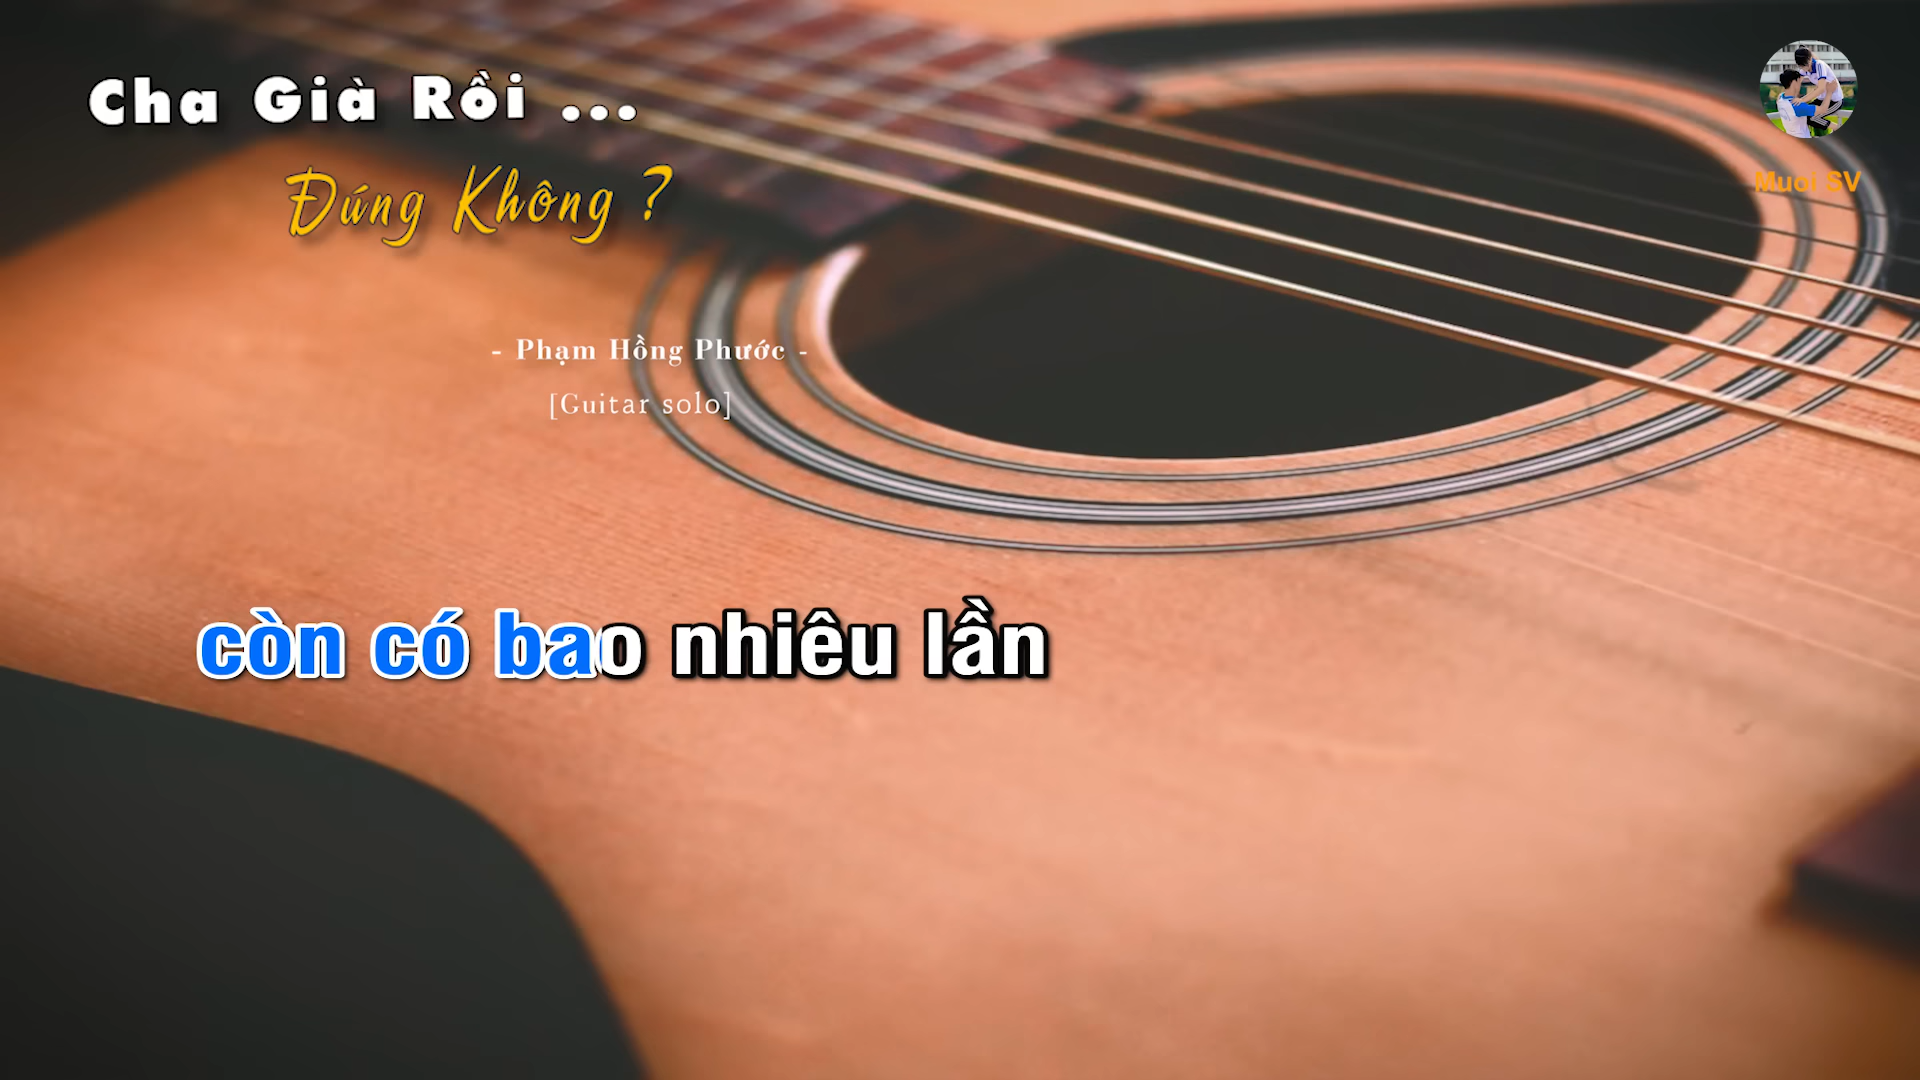 Cha Già Rồi ...
Đúng Không ?
Muoi SV
- Phạm Hồng Phước -
[Guitar solo]
còn có bao nhiêu lần